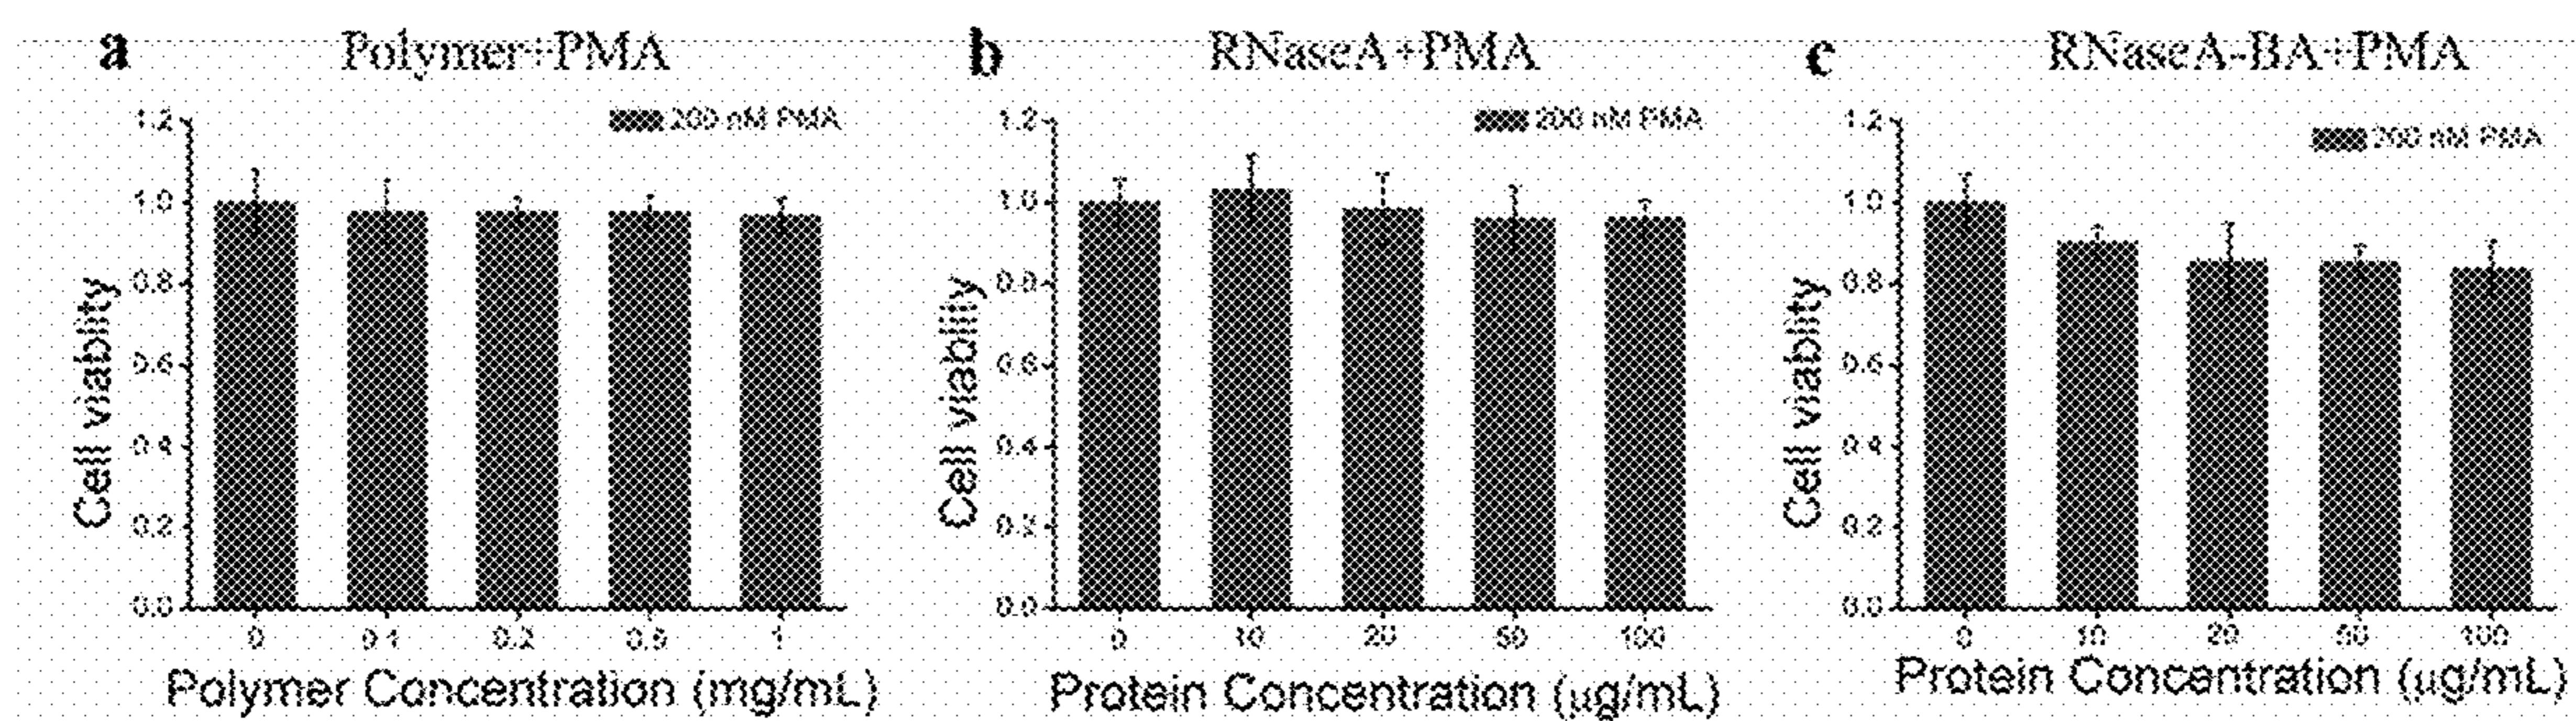 a Polymer+PMA
200 nM PMA
1.2
1.0
0.8
0.6
0.4
0.2
0.0
Cell viablity
0 0.1 0.2 0.5 1
Polymer Concentration (mg/mL)
b RNaseA+PMA
200 nM PMA
1.2
1.0
0.8
0.6
0.4
0.2
0.0
Cell viablity
0 10 20 50 100
Protein Concentration (µg/mL)
c RNaseA-BA+PMA
200 nM PMA
1.2
1.0
0.8
0.6
0.4
0.2
0.0
Cell viablity
0 10 20 50 100
Protein Concentration (µg/mL)